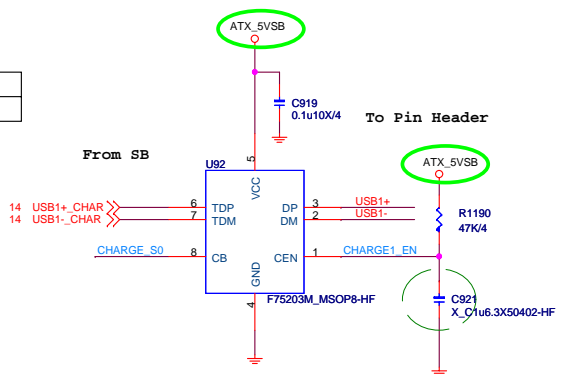 ATX_5VSB
C919
0.1u10X/4
To Pin Header
From SB
ATX_5VSB
U92
5
VCC
14 USB1+_CHAR
6
TDP
DP
3
USB1+
14 USB1-_CHAR
7
TDM
DM
2
USB1-
R1190
47K/4
CHARGE_S0
8
CB
CEN
1
CHARGE1_EN
GND
4
F75203M_MSOP8-HF
C921
X_C1u6.3X50402-HF